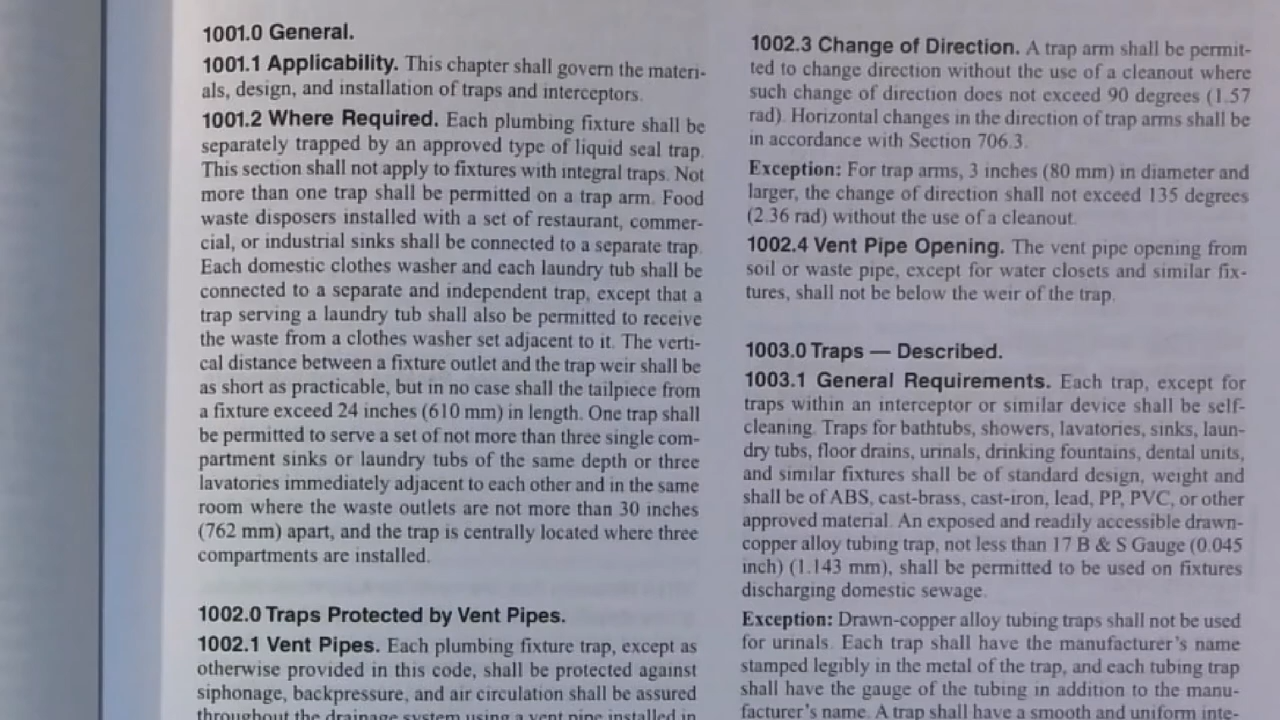 1001.0 General.
1001.1 Applicability. This chapter shall govern the materi-
als, design, and installation of traps and interceptors.
1001.2 Where Required. Each plumbing fixture shall be
separately trapped by an approved type of liquid seal trap.
This section shall not apply to fixtures with integral traps. Not
more than one trap shall be permitted on a trap arm. Food
waste disposers installed with a set of restaurant, commer-
cial, or industrial sinks shall be connected to a separate trap.
Each domestic clothes washer and each laundry tub shall be
connected to a separate and independent trap, except that a
trap serving a laundry tub shall also be permitted to receive
the waste from a clothes washer set adjacent to it. The verti-
cal distance between a fixture outlet and the trap weir shall be
as short as practicable, but in no case shall the tailpiece from
a fixture exceed 24 inches (610 mm) in length. One trap shall
be permitted to serve a set of not more than three single com-
partment sinks or laundry tubs of the same depth or three
lavatories immediately adjacent to each other and in the same
room where the waste outlets are not more than 30 inches
(762 mm) apart, and the trap is centrally located where three
compartments are installed.
1002.0 Traps Protected by Vent Pipes.
1002.1 Vent Pipes. Each plumbing fixture trap, except as
otherwise provided in this code, shall be protected against
siphonage, backpressure, and air circulation shall be assured
throughout the drainage system using a vent pipe installed in
1002.3 Change of Direction. A trap arm shall be permit-
ted to change direction without the use of a cleanout where
such change of direction does not exceed 90 degrees (1.57
rad). Horizontal changes in the direction of trap arms shall be
in accordance with Section 706.3.
Exception: For trap arms, 3 inches (80 mm) in diameter and
larger, the change of direction shall not exceed 135 degrees
(2.36 rad) without the use of a cleanout.
1002.4 Vent Pipe Opening. The vent pipe opening from
soil or waste pipe, except for water closets and similar fix-
tures, shall not be below the weir of the trap.
1003.0 Traps — Described.
1003.1 General Requirements. Each trap, except for
traps within an interceptor or similar device shall be self-
cleaning. Traps for bathtubs, showers, lavatories, sinks, laun-
dry tubs, floor drains, urinals, drinking fountains, dental units,
and similar fixtures shall be of standard design, weight and
shall be of ABS, cast-brass, cast-iron, lead, PP, PVC, or other
approved material. An exposed and readily accessible drawn-
copper alloy tubing trap, not less than 17 B & S Gauge (0.045
inch) (1.143 mm), shall be permitted to be used on fixtures
discharging domestic sewage.
Exception: Drawn-copper alloy tubing traps shall not be used
for urinals. Each trap shall have the manufacturer's name
stamped legibly in the metal of the trap, and each tubing trap
shall have the gauge of the tubing in addition to the manu-
facturer's name. A trap shall have a smooth and uniform inte-